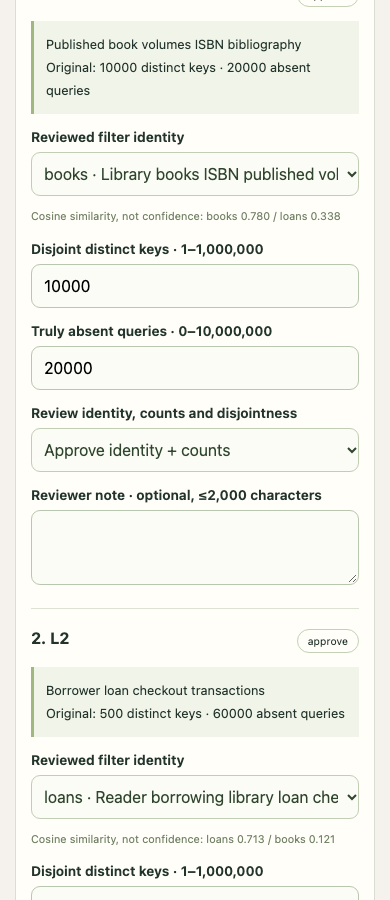 Published book volumes ISBN bibliography
Original: 10000 distinct keys · 20000 absent
queries
Reviewed filter identity
books · Library books ISBN published vol
Cosine similarity, not confidence: books 0.780 / loans 0.338
Disjoint distinct keys · 1–1,000,000
10000
Truly absent queries · 0–10,000,000
20000
Review identity, counts and disjointness
Approve identity + counts
Reviewer note · optional, ≤2,000 characters
2. L2
approve
Borrower loan checkout transactions
Original: 500 distinct keys · 60000 absent queries
Reviewed filter identity
loans · Reader borrowing library loan che
Cosine similarity, not confidence: loans 0.713 / books 0.121
Disjoint distinct keys · 1–1,000,000